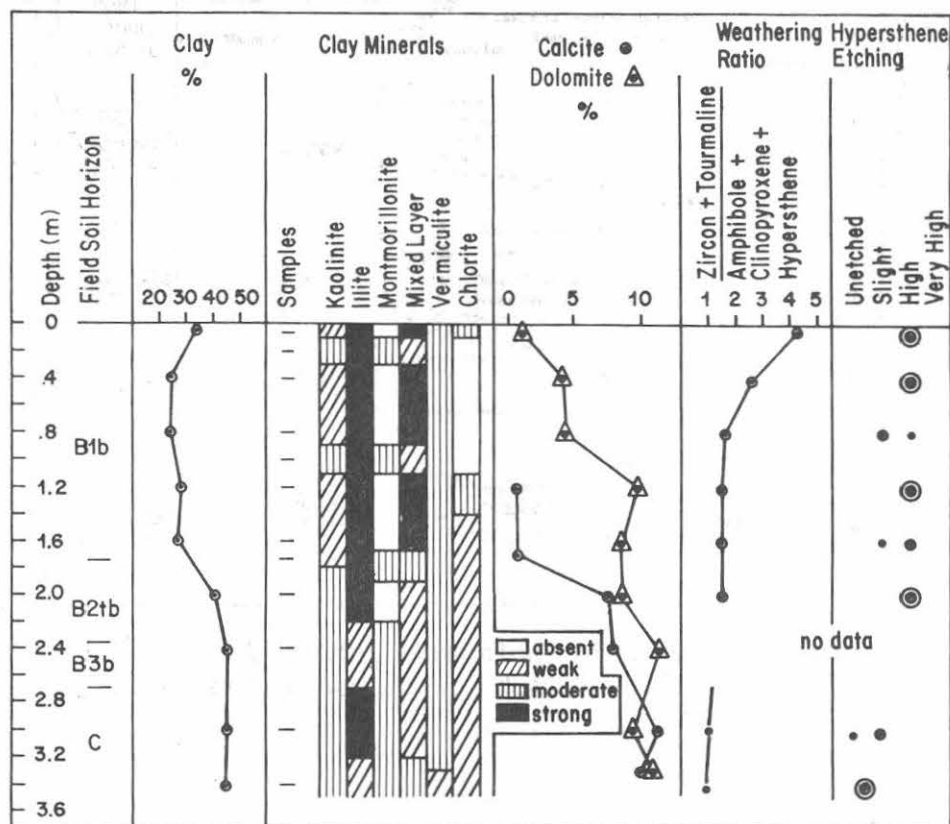 Clay
%
Clay Minerals
Calcite
Dolomite
%
Weathering
Ratio
Hypersthene
Etching
Depth (m)
Field Soil Horizon
20 30 40 50
Samples
Kaolinite
Illite
Montmorillonite
Mixed Layer
Vermiculite
Chlorite
0 5 10
Zircon + Tourmaline
Amphibole +
Clinopyroxene +
Hypersthene
1 2 3 4 5
Unetched
Slight
High
Very High
0
.4
.8
B1b
1.2
1.6
2.0
B2tb
2.4
B3b
2.8
C
3.2
3.6
absent
weak
moderate
strong
no data